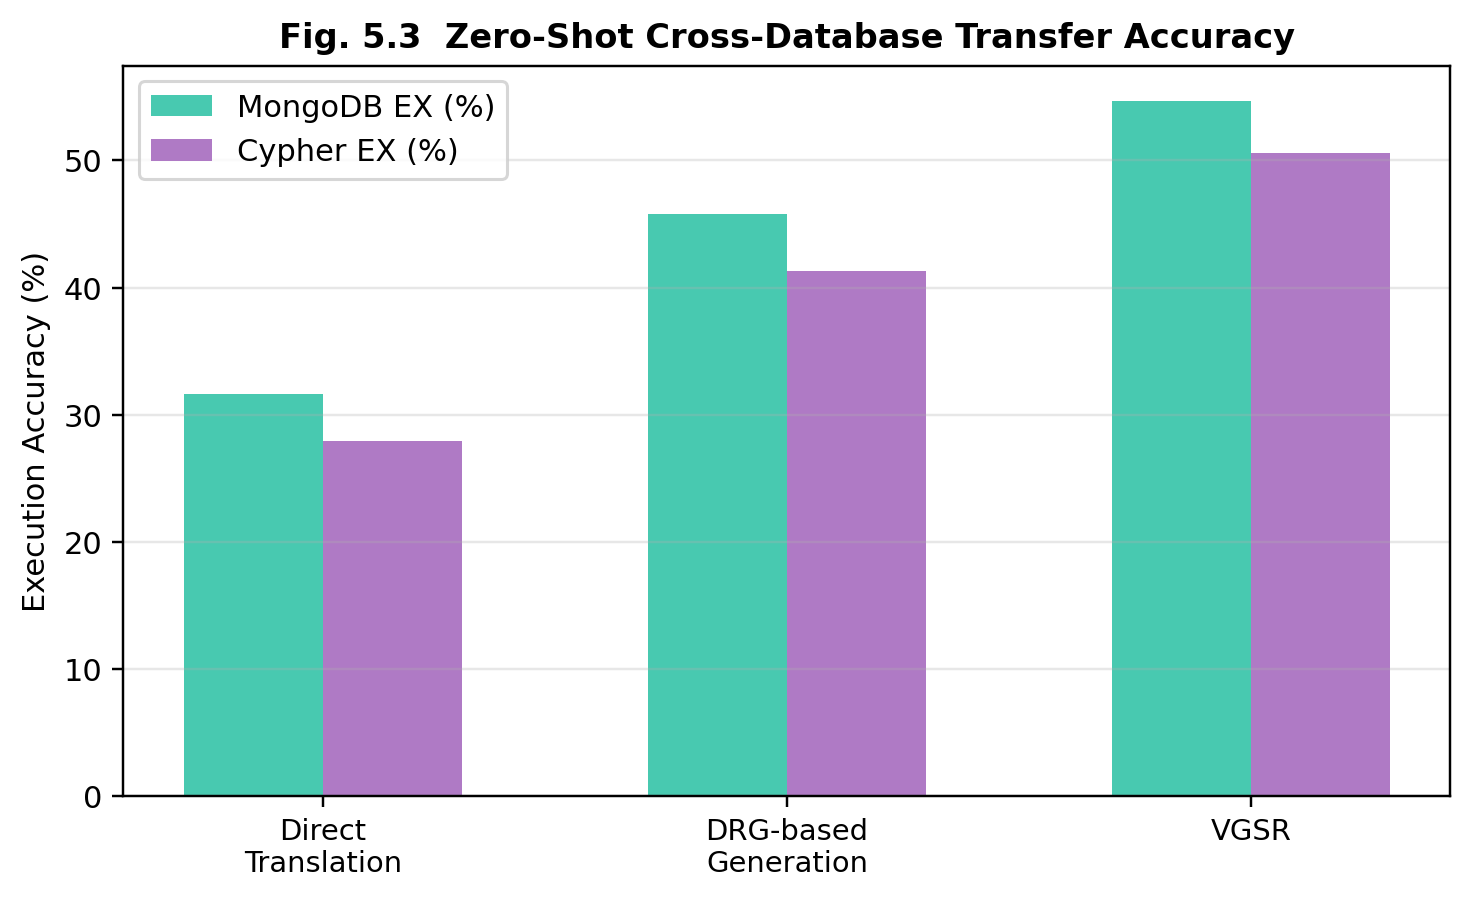 Fig. 5.3  Zero-Shot Cross-Database Transfer Accuracy
MongoDB EX (%)
Cypher EX (%)
Execution Accuracy (%)
50
40
30
20
10
0
Direct
Translation
DRG-based
Generation
VGSR